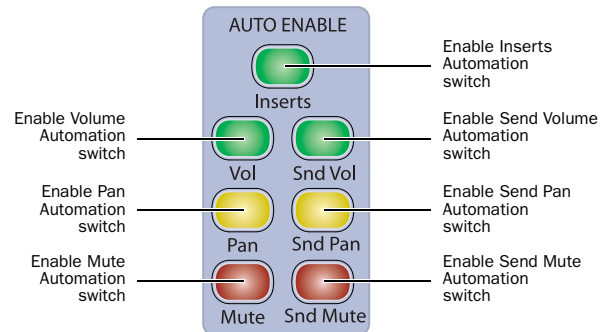 AUTO ENABLE
Enable Inserts
Automation
switch
Inserts
Enable Volume
Automation
switch
Enable Send Volume
Automation
switch
Vol
Snd Vol
Enable Pan
Automation
switch
Enable Send Pan
Automation
switch
Pan
Snd Pan
Enable Mute
Automation
switch
Enable Send Mute
Automation
switch
Mute
Snd Mute